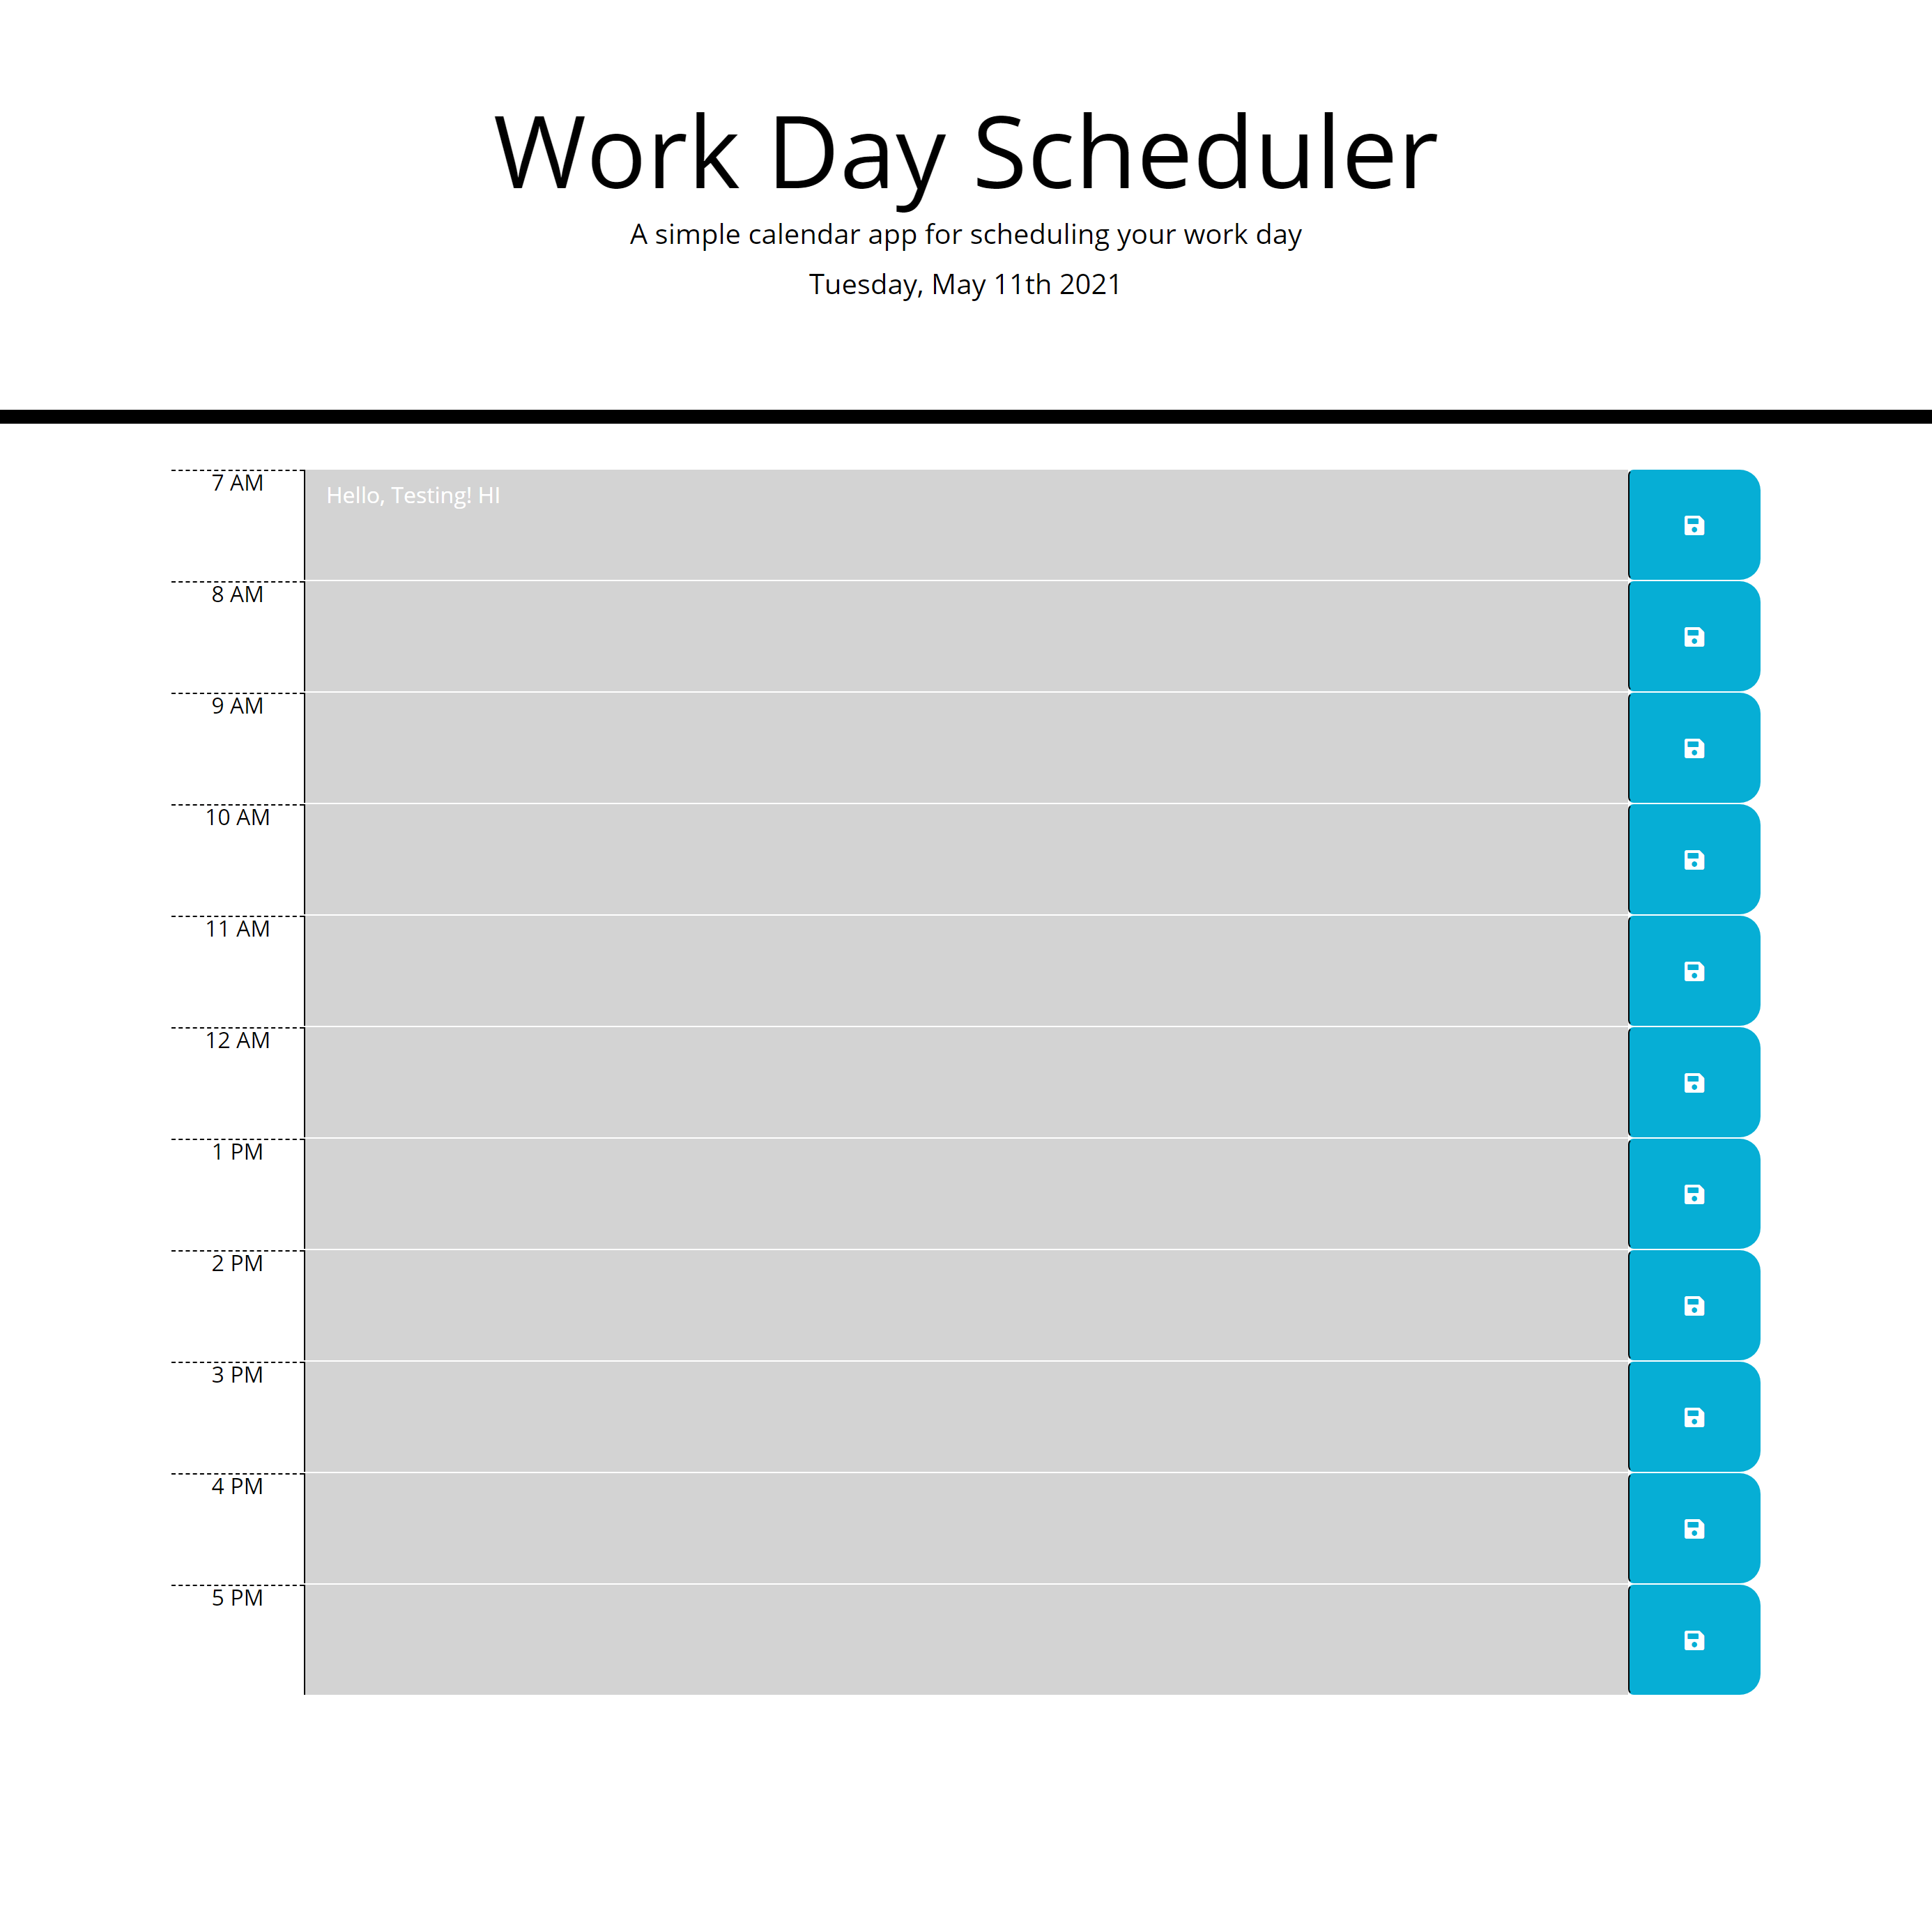 Work Day Scheduler
A simple calendar app for scheduling your work day
Tuesday, May 11th 2021
7 AM
Hello, Testing! HI
8 AM
9 AM
10 AM
11 AM
12 AM
1 PM
2 PM
3 PM
4 PM
5 PM